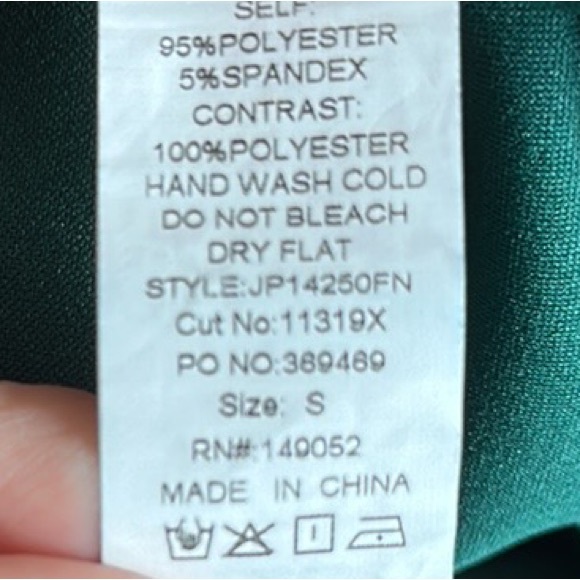 SELF:
95%POLYESTER
5%SPANDEX
CONTRAST:
100%POLYESTER
HAND WASH COLD
DO NOT BLEACH
DRY FLAT
STYLE:JP14250FN
Cut No:11319X
PO NO:369469
Size: S
RN#:140052
MADE IN CHINA